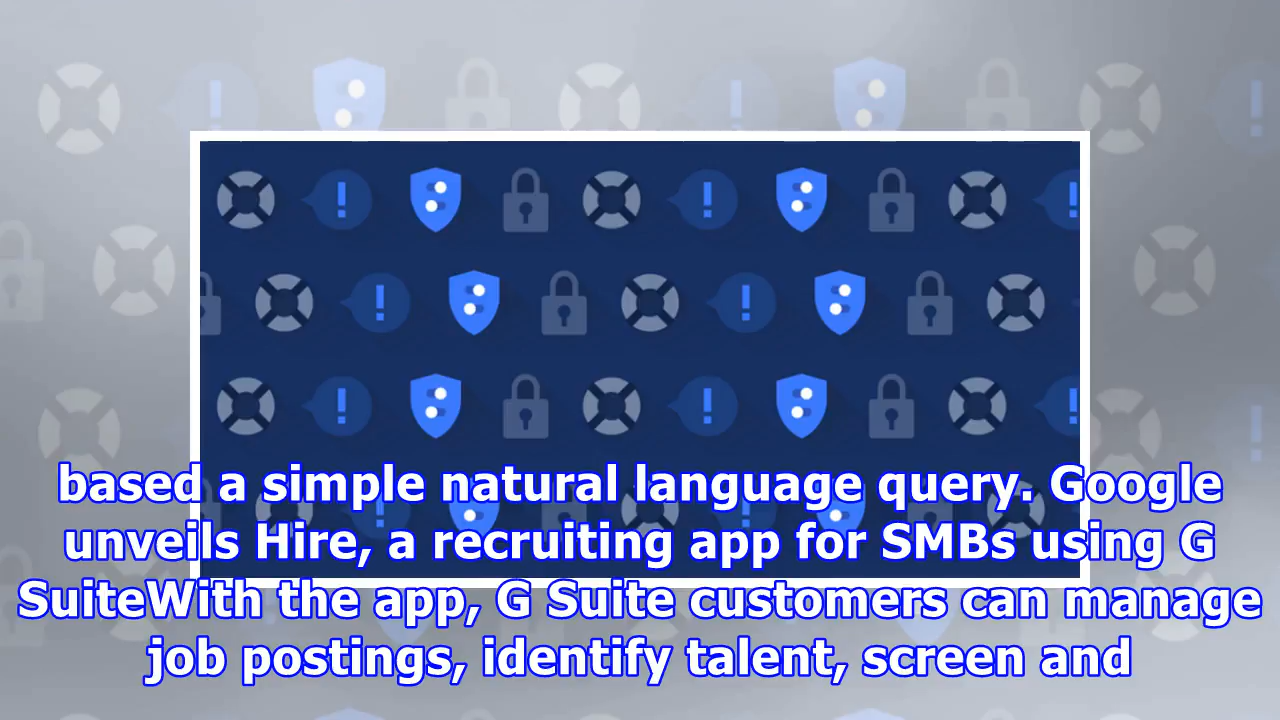 based a simple natural language query. Google
unveils Hire, a recruiting app for SMBs using G
SuiteWith the app, G Suite customers can manage
job postings, identify talent, screen and